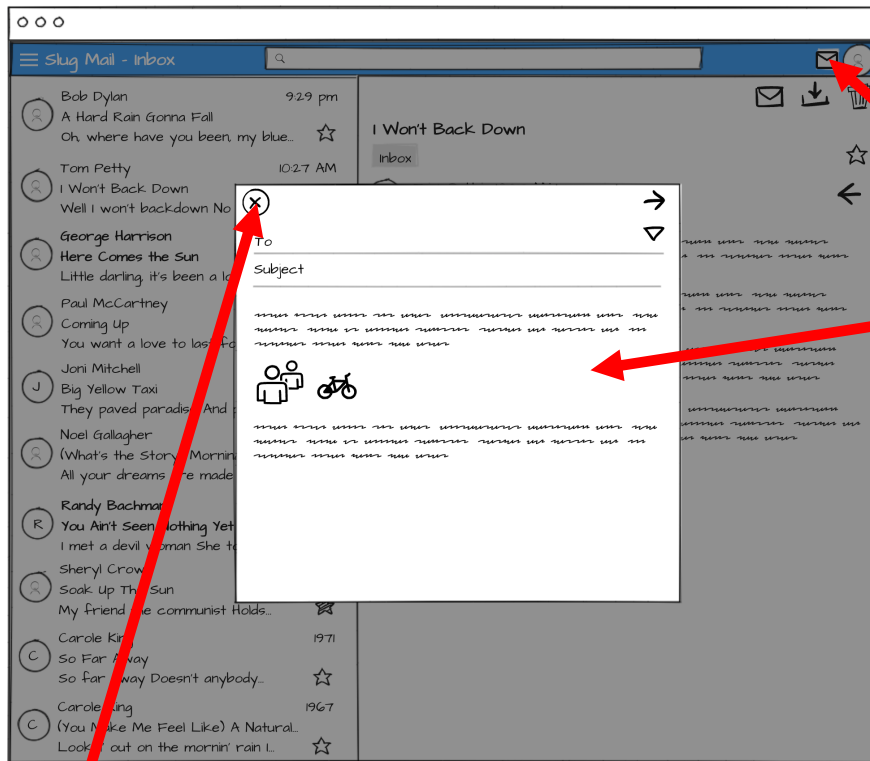 Slug Mail - Inbox
Bob Dylan 9:29 pm
A Hard Rain Gonna Fall
Oh, where have you been, my blue...
Tom Petty 10:27 AM
I Won't Back Down
Well I won't backdown No
George Harrison
Here Comes the Sun
Little darling, it's been a
Paul McCartney
Coming Up
You want a love to last
Joni Mitchell
J
Big Yellow Taxi
They paved paradise And
Noel Gallagher
(What's the Story) Mornin
All your dreams are made
Randy Bachman
R
You Ain't Seen Nothing Yet
I met a devil woman She
Sheryl Crow
Soak Up The Sun
My friend the communist Holds...
Carole King 1971
C
So Far Away
So far away Doesn't anybody...
Carole King 1967
C
(You Make Me Feel Like) A Natural...
Lookin' out on the mornin' rain I...
I Won't Back Down
Inbox
To
Subject